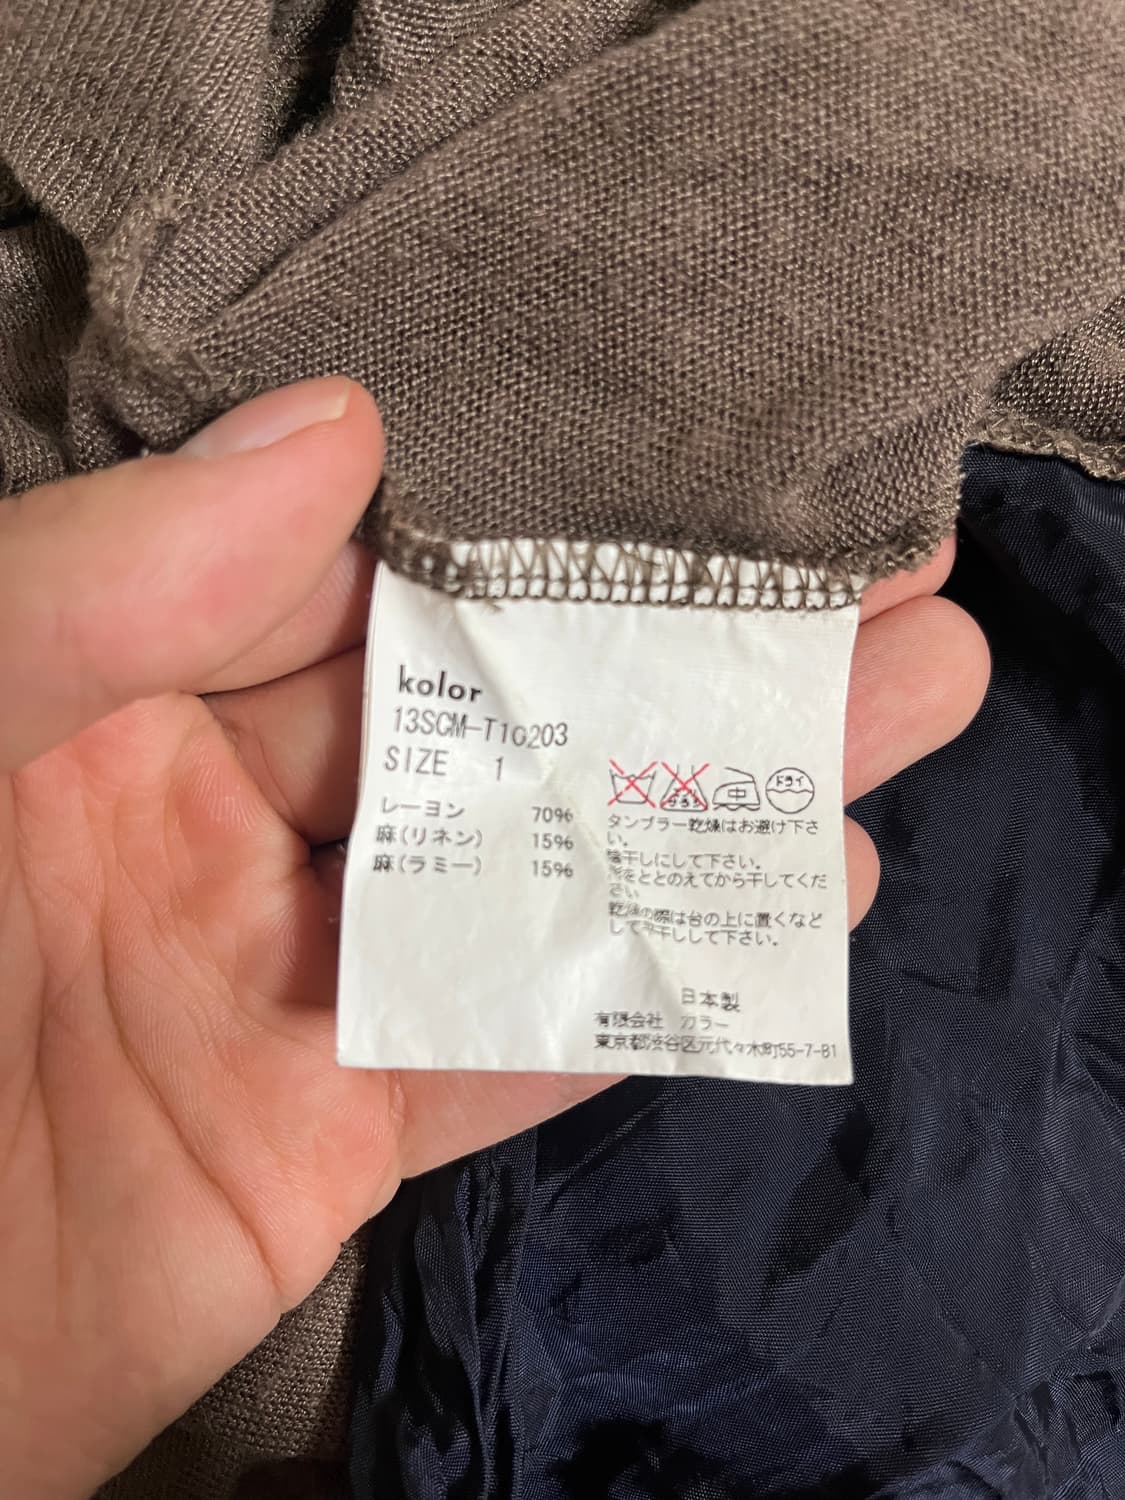 kolor
13SCM-T10203
SIZE 1
レーヨン 70%
麻(リネン) 15%
麻(ラミー) 15%
ドライ
中
タンブラー乾燥はお避け下さ
い。
陰干しにして下さい。
形をととのえてから干してくだ
さい
乾燥の際は台の上に置くなど
して平干しして下さい。
日本製
有限会社 カラー
東京都渋谷区元代々木町55-7-B1